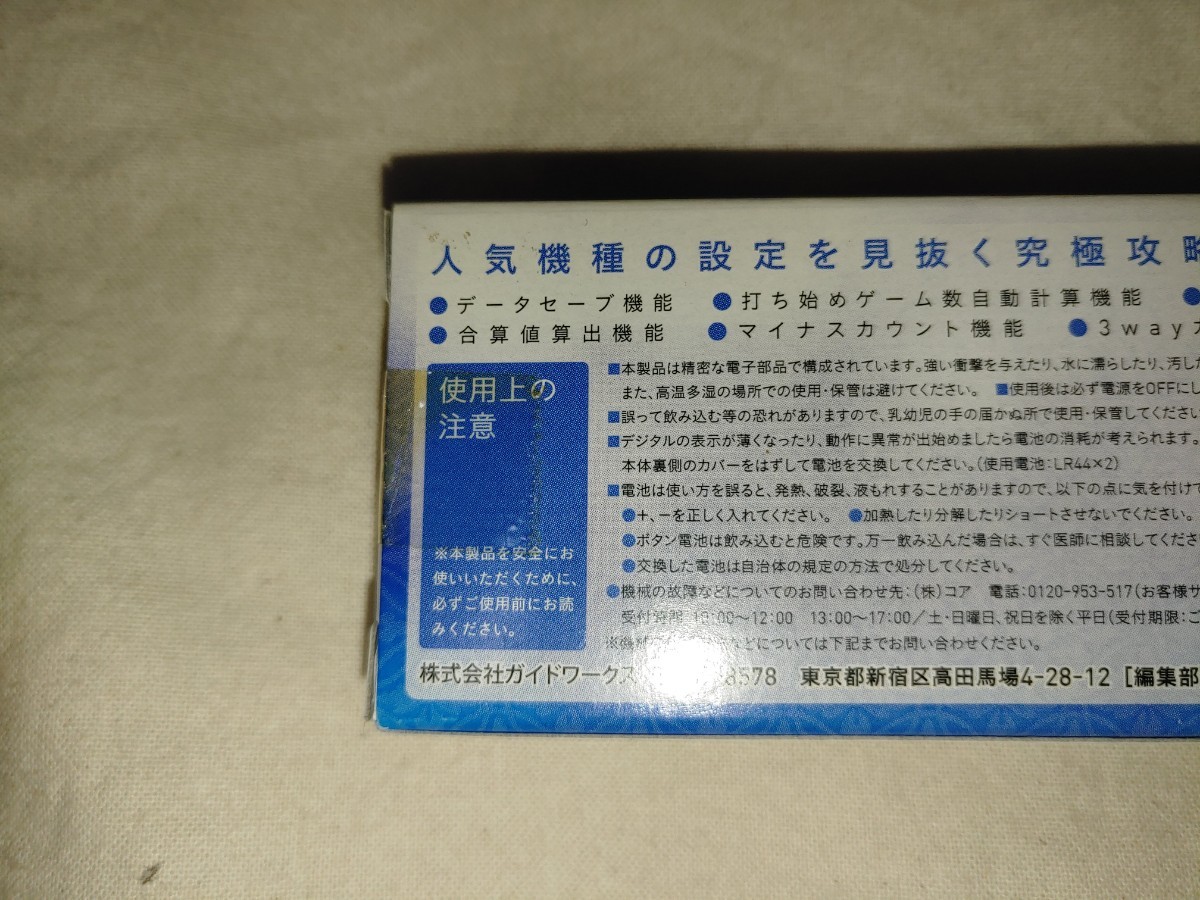 人気機種の設定を見抜く究極攻略
●データセーブ機能 ●打ち始めゲーム数自動計算機能 ●
●合算値算出機能 ●マイナスカウント機能 ●3way
使用上の
注意
※本製品を安全にお
使いいただくために、
必ずご使用前にお読
みください。
■本製品は精密な電子部品で構成されています。強い衝撃を与えたり、水に濡らしたり、汚した
また、高温多湿の場所での使用・保管は避けてください。 ■使用後は必ず電源をOFFにし
■誤って飲み込む等の恐れがありますので、乳幼児の手の届かぬ所で使用・保管してください
■デジタルの表示が薄くなったり、動作に異常が出始めましたら電池の消耗が考えられます。
本体裏側のカバーをはずして電池を交換してください。(使用電池:LR44×2)
■電池は使い方を誤ると、発熱、破裂、液もれすることがありますので、以下の点に気を付けて
●+、−を正しく入れてください。 ●加熱したり分解したりショートさせないでください。
●ボタン電池は飲み込むと危険です。万一飲み込んだ場合は、すぐ医師に相談してくださ
●交換した電池は自治体の規定の方法で処分してください。
●機械の故障などについてのお問い合わせ先:(株)コア 電話:0120-953-517(お客様サ
受付時間 10:00〜12:00 13:00〜17:00/土・日曜日、祝日を除く平日(受付期限:ご
※機械 などについては下記までお問い合わせください。
株式会社ガイドワークス 8578 東京都新宿区高田馬場4-28-12 [編集部